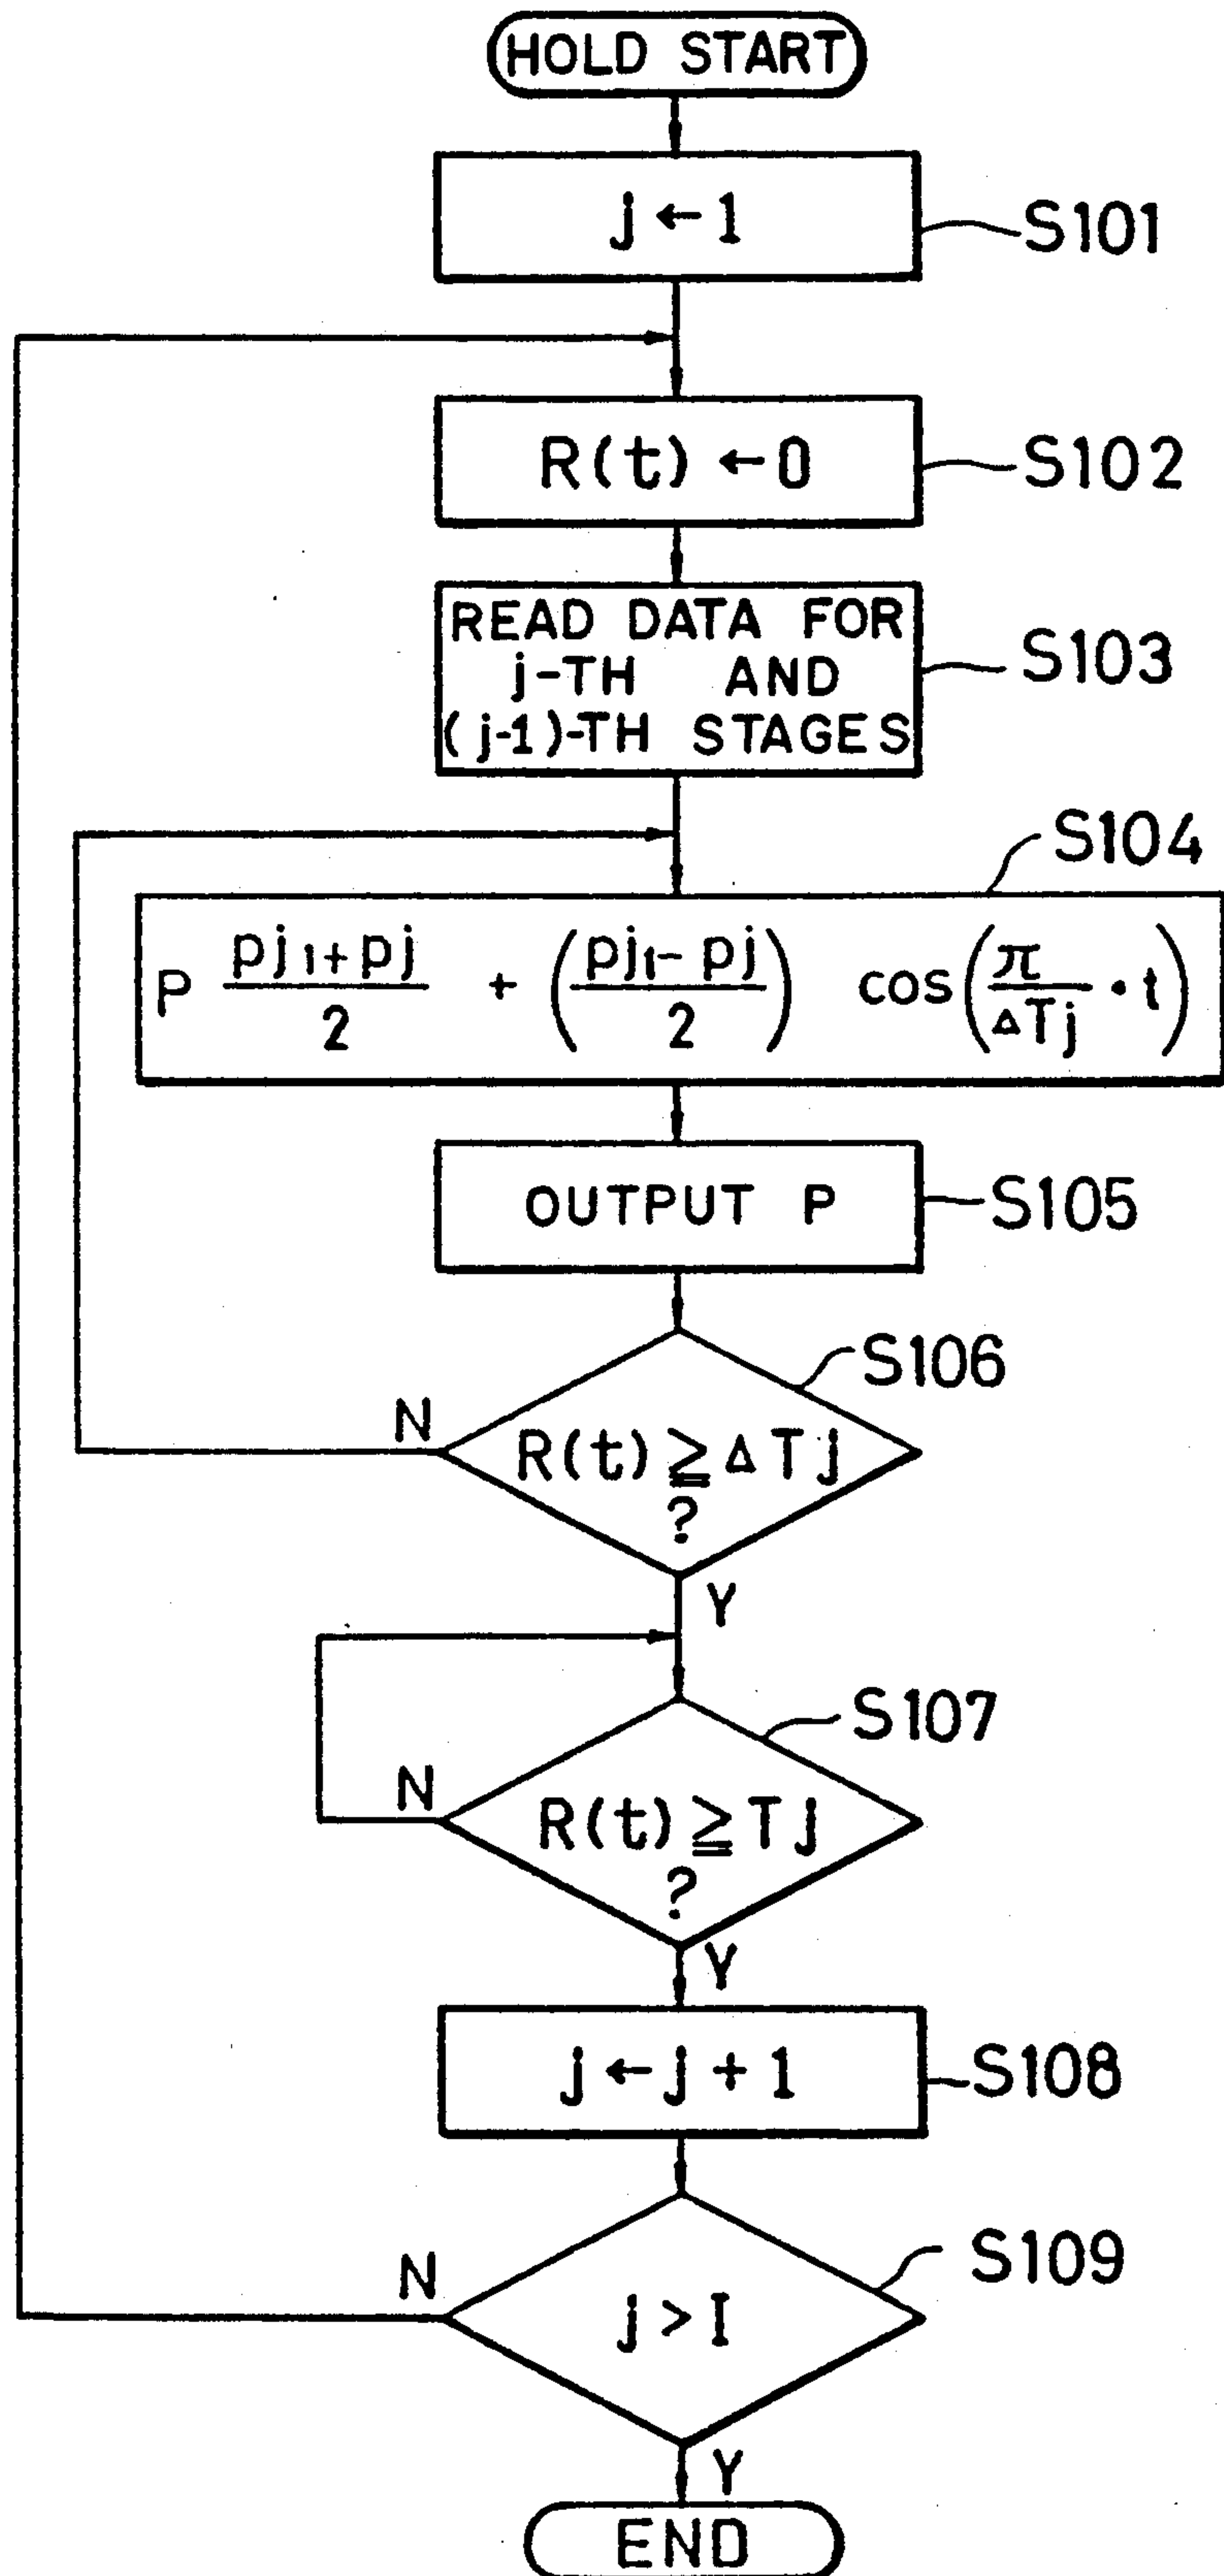 HOLD START
j ← 1
S101
R(t) ← 0
S102
READ DATA FOR
j-TH AND
(j-1)-TH STAGES
S103
S104
P pj1+pj/2 + (pj1-pj/2) cos(π/ΔTj · t)
OUTPUT P
S105
S106
N
R(t) ≧ ΔTj
?
Y
S107
N
R(t) ≧ Tj
?
Y
j ← j + 1
S108
S109
N
j > I
Y
END